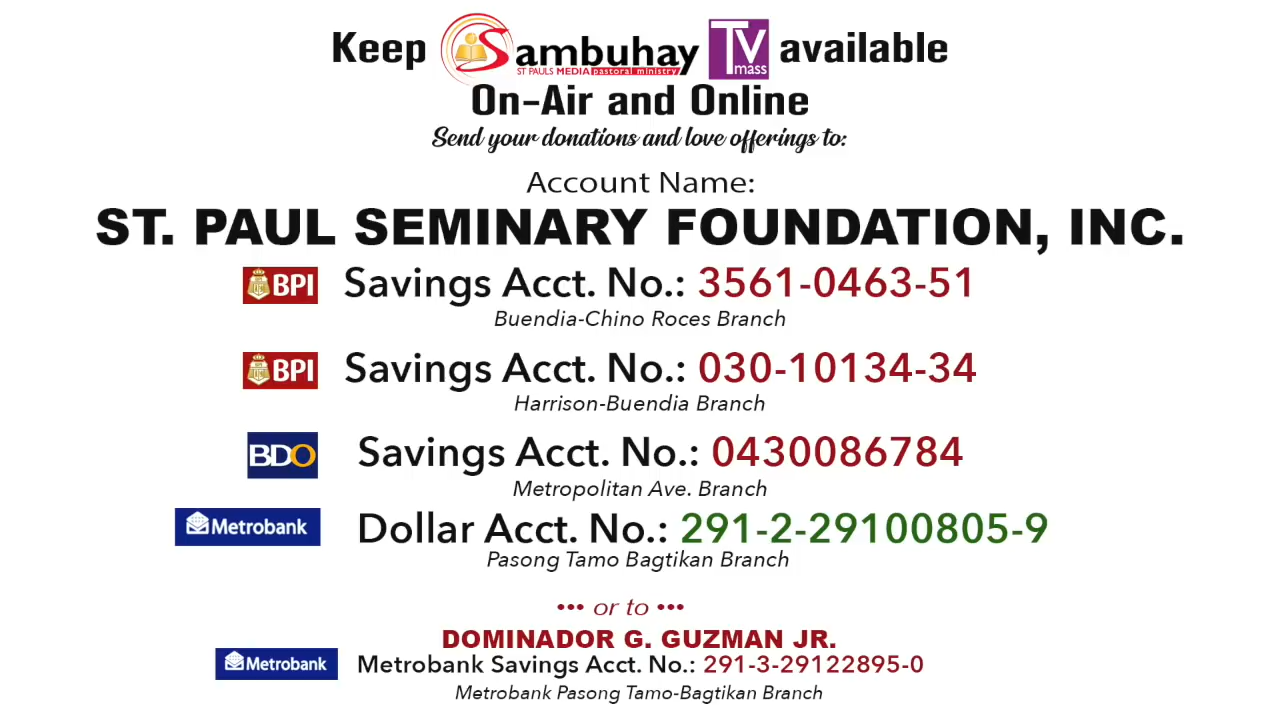 Keep Sambuhay TV mass available
ST PAULS MEDIA pastoral ministry
On-Air and Online
Send your donations and love offerings to:
Account Name:
ST. PAUL SEMINARY FOUNDATION, INC.
BPI Savings Acct. No.: 3561-0463-51
Buendia-Chino Roces Branch
BPI Savings Acct. No.: 030-10134-34
Harrison-Buendia Branch
BDO Savings Acct. No.: 0430086784
Metropolitan Ave. Branch
Metrobank Dollar Acct. No.: 291-2-29100805-9
Pasong Tamo Bagtikan Branch
••• or to •••
DOMINADOR G. GUZMAN JR.
Metrobank Metrobank Savings Acct. No.: 291-3-29122895-0
Metrobank Pasong Tamo-Bagtikan Branch